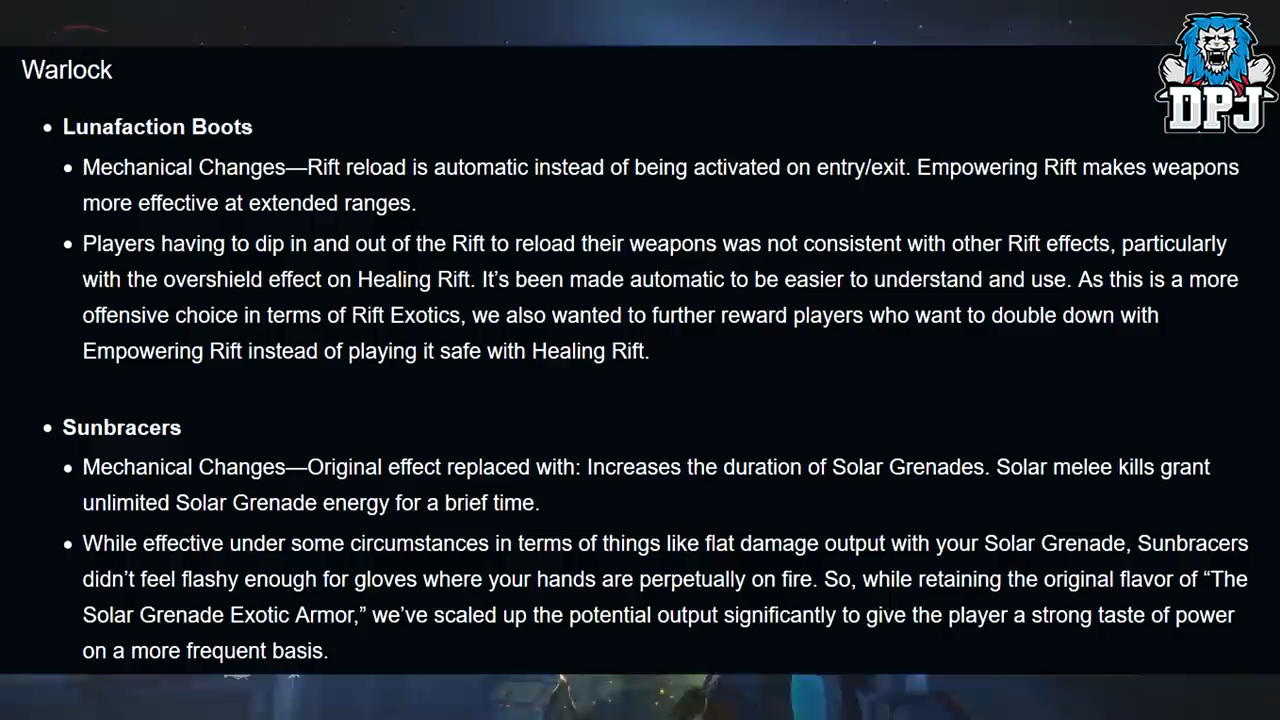 Warlock
DPJ
Lunafaction Boots
Mechanical Changes—Rift reload is automatic instead of being activated on entry/exit. Empowering Rift makes weapons
more effective at extended ranges.
Players having to dip in and out of the Rift to reload their weapons was not consistent with other Rift effects, particularly
with the overshield effect on Healing Rift. It’s been made automatic to be easier to understand and use. As this is a more
offensive choice in terms of Rift Exotics, we also wanted to further reward players who want to double down with
Empowering Rift instead of playing it safe with Healing Rift.
Sunbracers
Mechanical Changes—Original effect replaced with: Increases the duration of Solar Grenades. Solar melee kills grant
unlimited Solar Grenade energy for a brief time.
While effective under some circumstances in terms of things like flat damage output with your Solar Grenade, Sunbracers
didn’t feel flashy enough for gloves where your hands are perpetually on fire. So, while retaining the original flavor of “The
Solar Grenade Exotic Armor,” we’ve scaled up the potential output significantly to give the player a strong taste of power
on a more frequent basis.